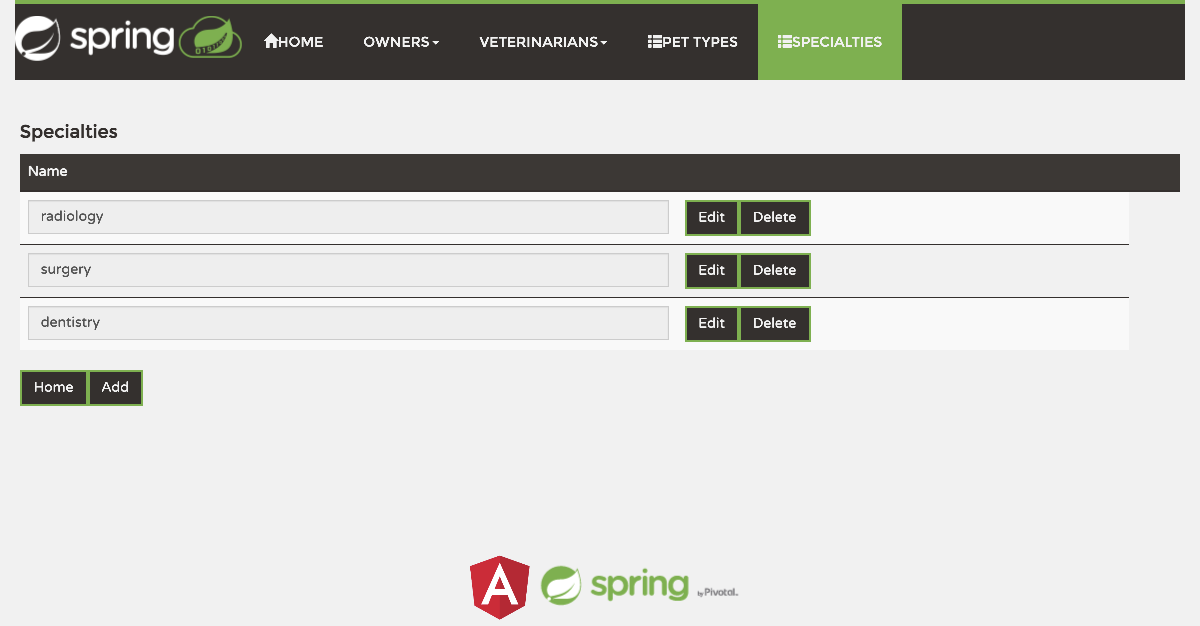 spring HOME OWNERS VETERINARIANS PET TYPES SPECIALTIES
Specialties
Name
radiology Edit Delete
surgery Edit Delete
dentistry Edit Delete
Home Add
A spring by Pivotal.